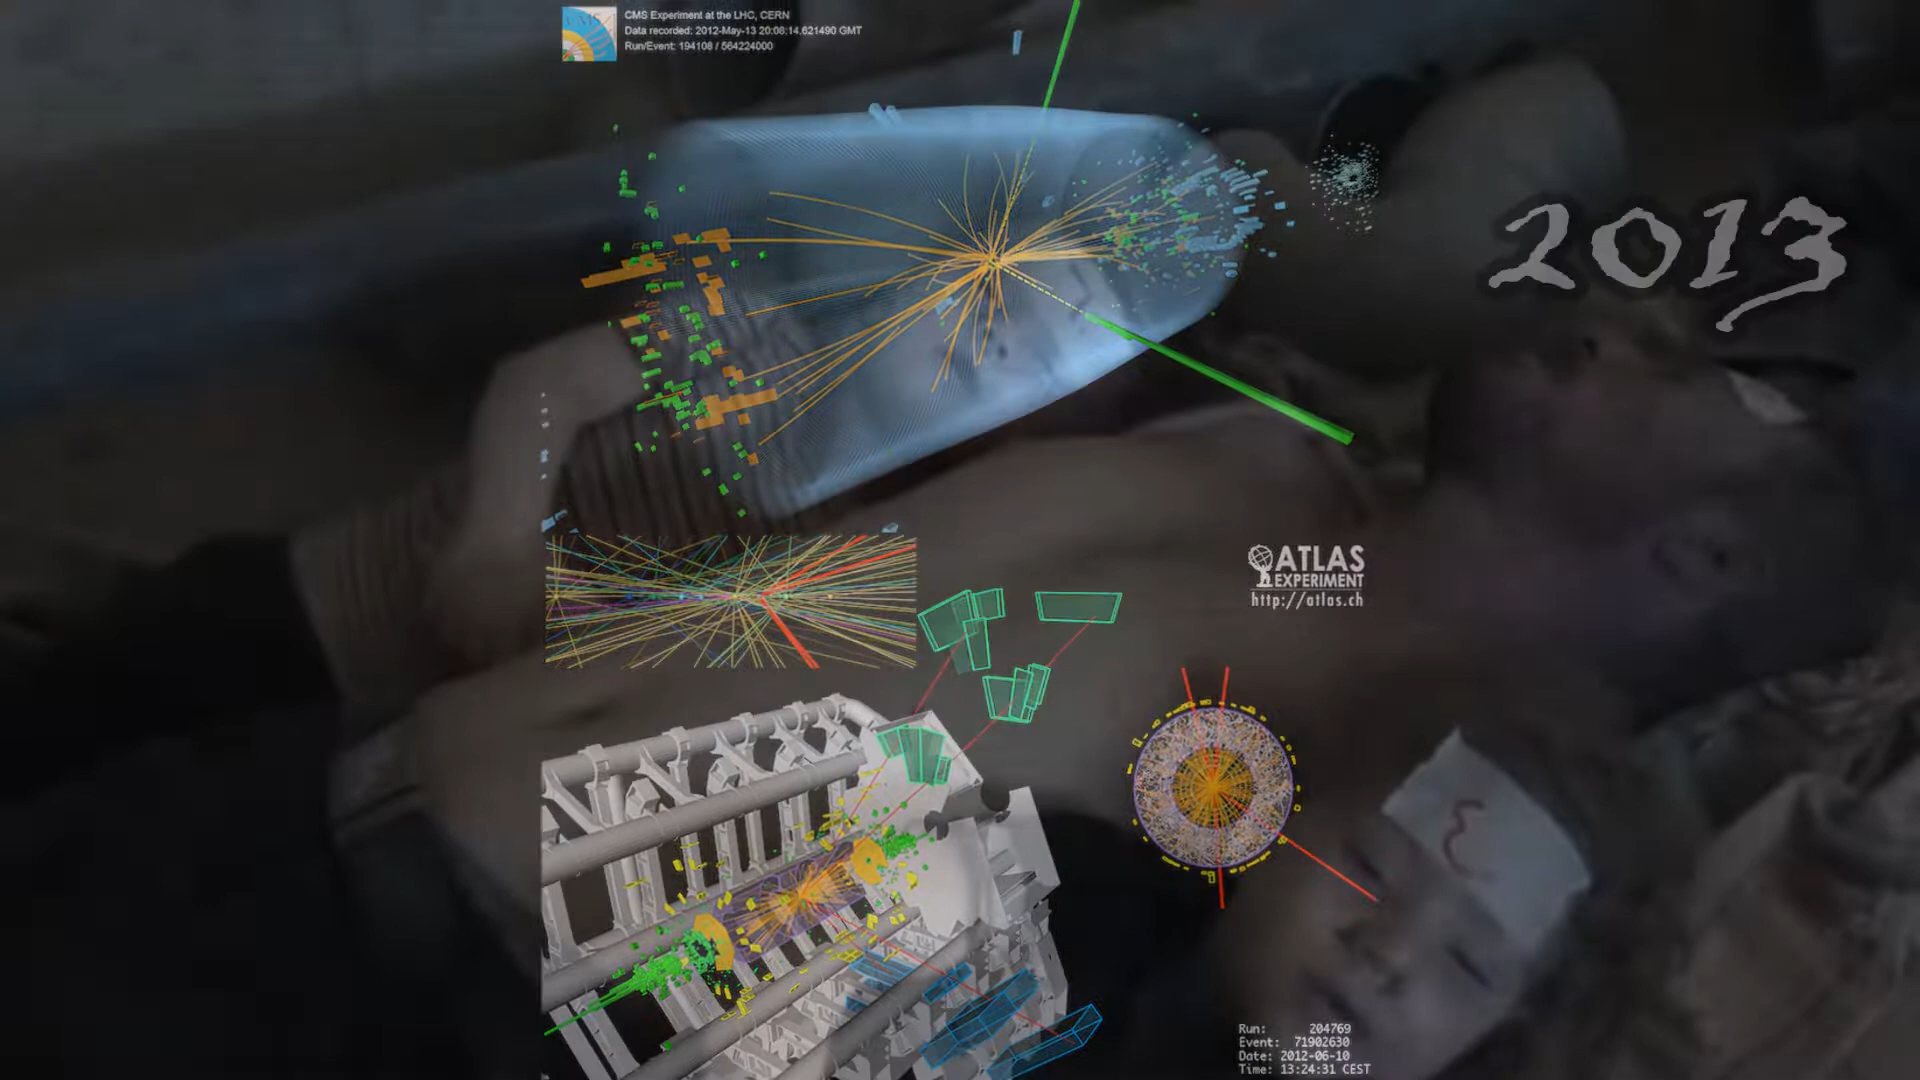 CMS
CMS Experiment at the LHC, CERN
Data recorded: 2012-May-13 20:08:14.621490 GMT
Run/Event: 194108 / 564224000
2013
ATLAS
EXPERIMENT
http://atlas.ch
Run: 204769
Event: 71902630
Date: 2012-06-10
Time: 13:24:31 CEST